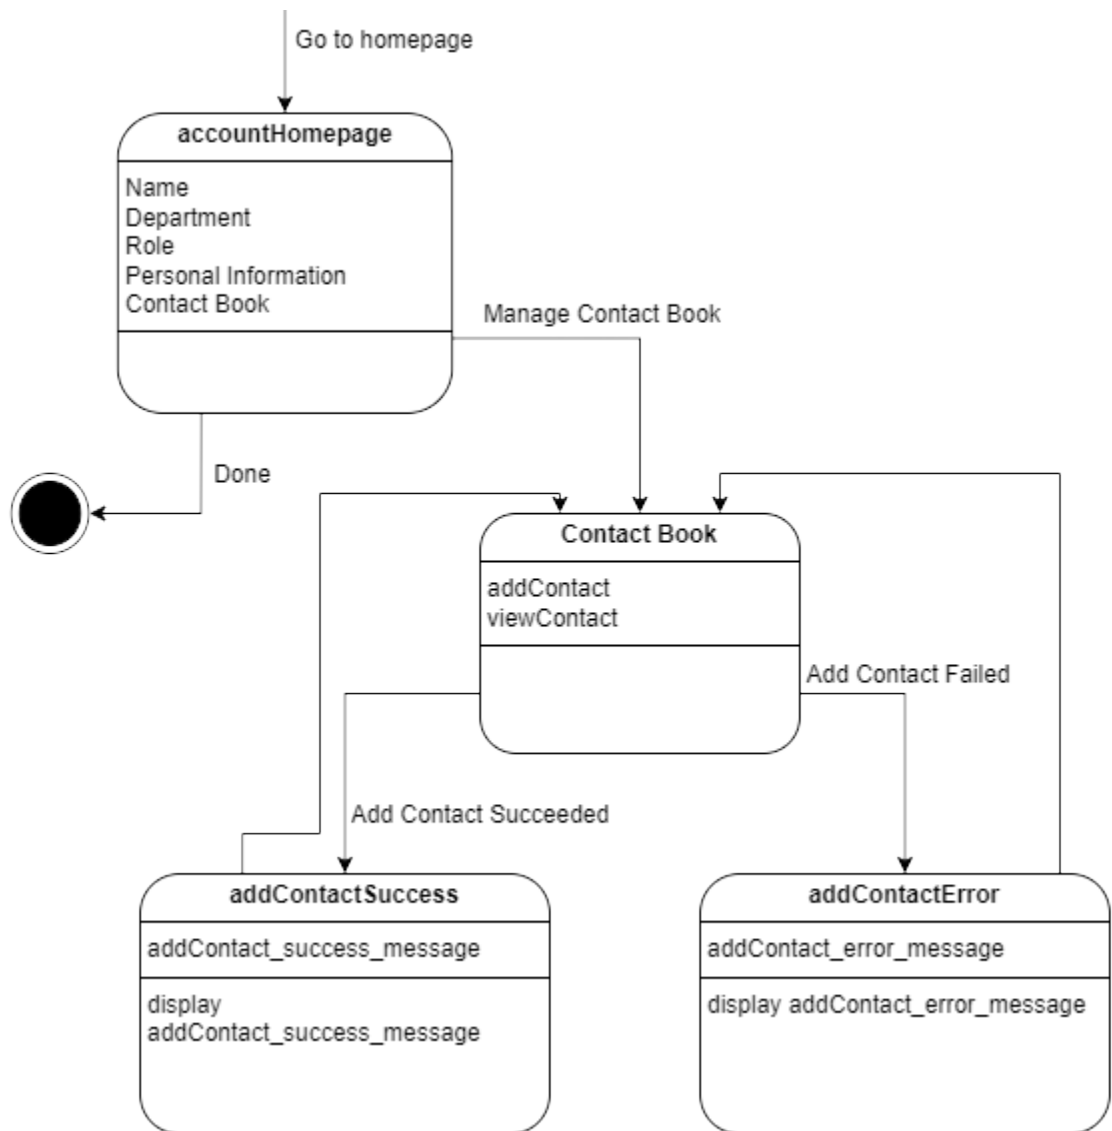 Go to homepage
accountHomepage
Name
Department
Role
Personal Information
Contact Book
Manage Contact Book
Done
Contact Book
addContact
viewContact
Add Contact Failed
Add Contact Succeeded
addContactSuccess
addContact_success_message
display
addContact_success_message
addContactError
addContact_error_message
display addContact_error_message